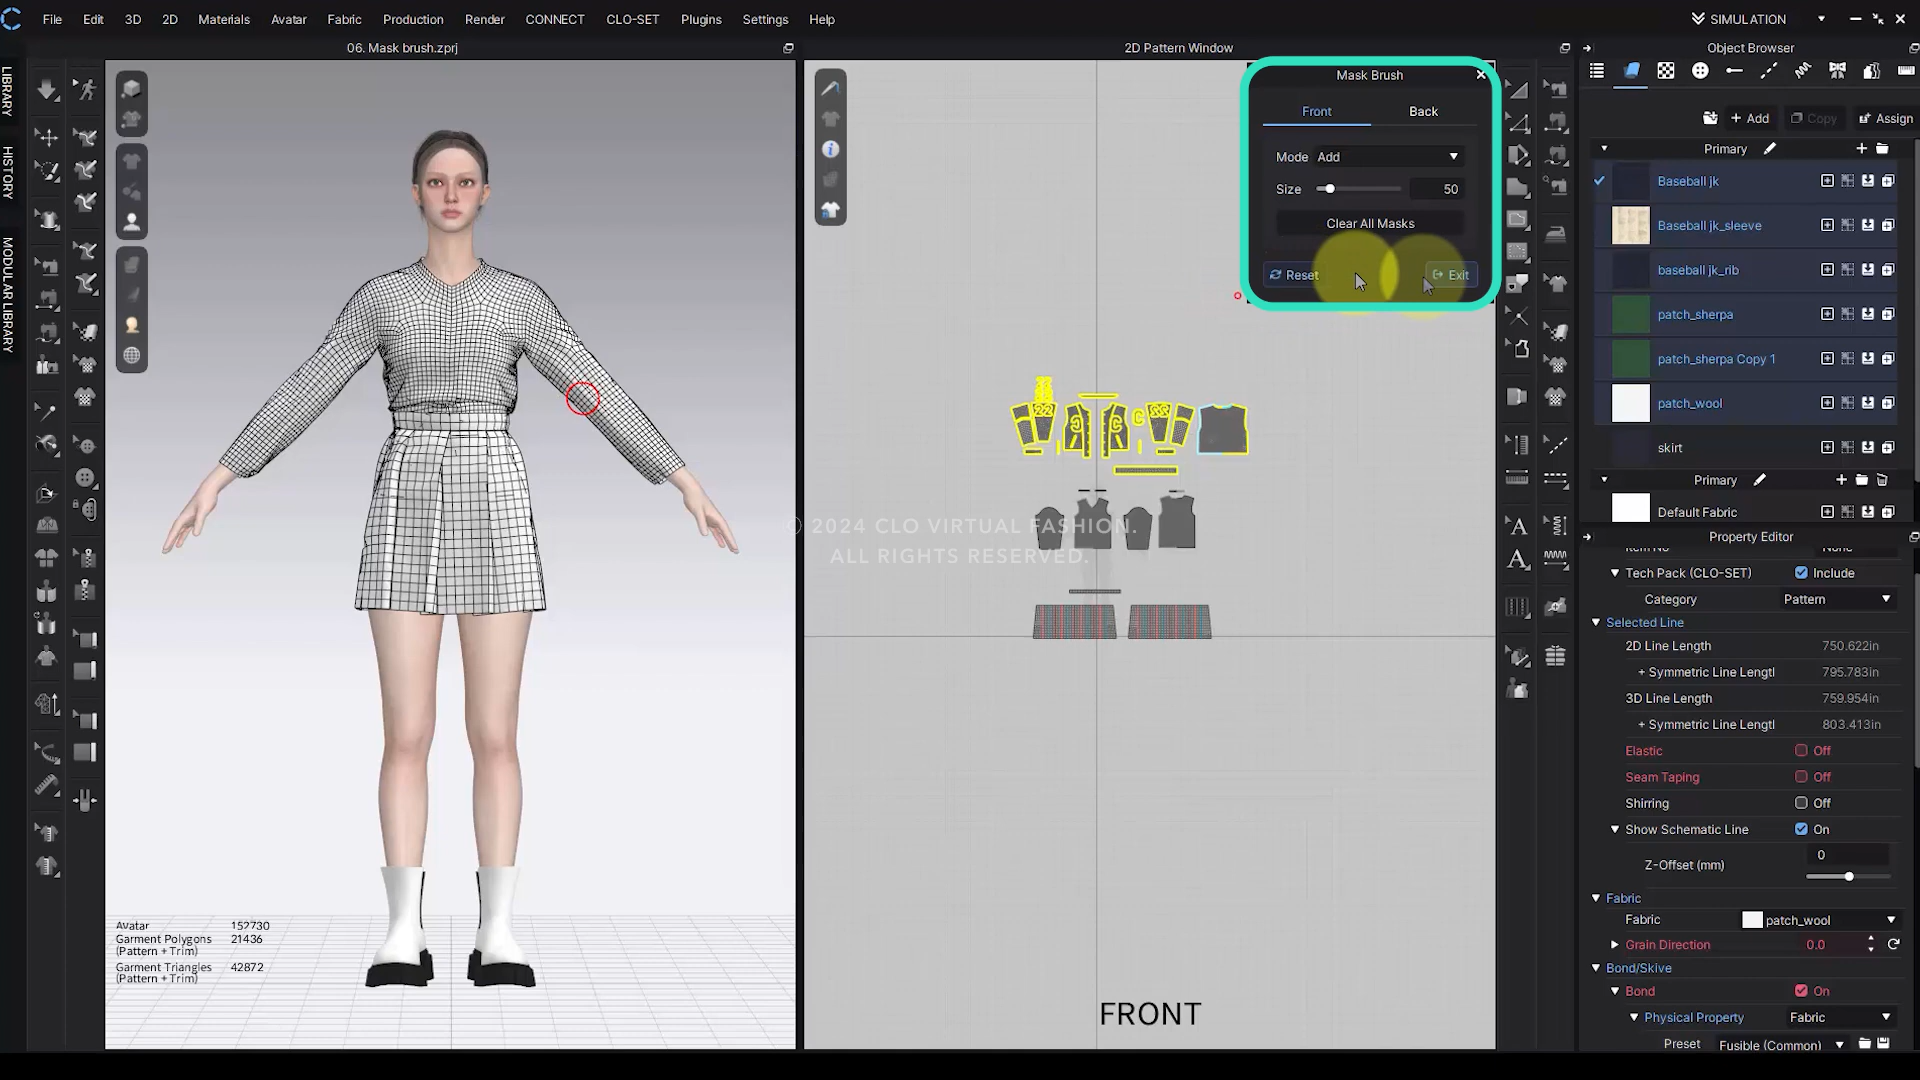 File Edit 3D 2D Materials Avatar Fabric Production Render CONNECT CLO-SET Plugins Settings Help
SIMULATION
06. Mask brush.zprj
2D Pattern Window
Object Browser
LIBRARY
HISTORY
MODULAR LIBRARY
Mask Brush
Front Back
Mode Add
Size 50
Clear All Masks
Reset Exit
Add Copy Assign
Primary
Baseball jk
Baseball jk_sleeve
baseball jk_rib
patch_sherpa
patch_sherpa Copy 1
patch_wool
skirt
Primary
Default Fabric
Property Editor
Item No None
Tech Pack (CLO-SET) Include
Category Pattern
Selected Line
2D Line Length 750.622in
+ Symmetric Line Lengtl 795.783in
3D Line Length 759.954in
+ Symmetric Line Lengtl 803.413in
Elastic Off
Seam Taping Off
Shirring Off
Show Schematic Line On
Z-Offset (mm) 0
Fabric
Fabric patch_wool
Grain Direction 0.0
Bond/Skive
Bond On
Physical Property Fabric
Preset Fusible (Common)
© 2024 CLO VIRTUAL FASHION.
ALL RIGHTS RESERVED.
Avatar 152730
Garment Polygons 21436
(Pattern + Trim)
Garment Triangles 42872
(Pattern + Trim)
FRONT